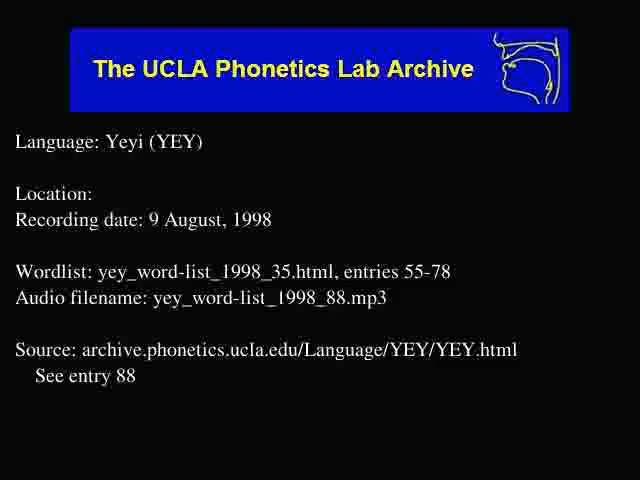 The UCLA Phonetics Lab Archive
Language: Yeyi (YEY)
Location:
Recording date: 9 August, 1998
Wordlist: yey_word-list_1998_35.html, entries 55-78
Audio filename: yey_word-list_1998_88.mp3
Source: archive.phonetics.ucla.edu/Language/YEY/YEY.html
See entry 88